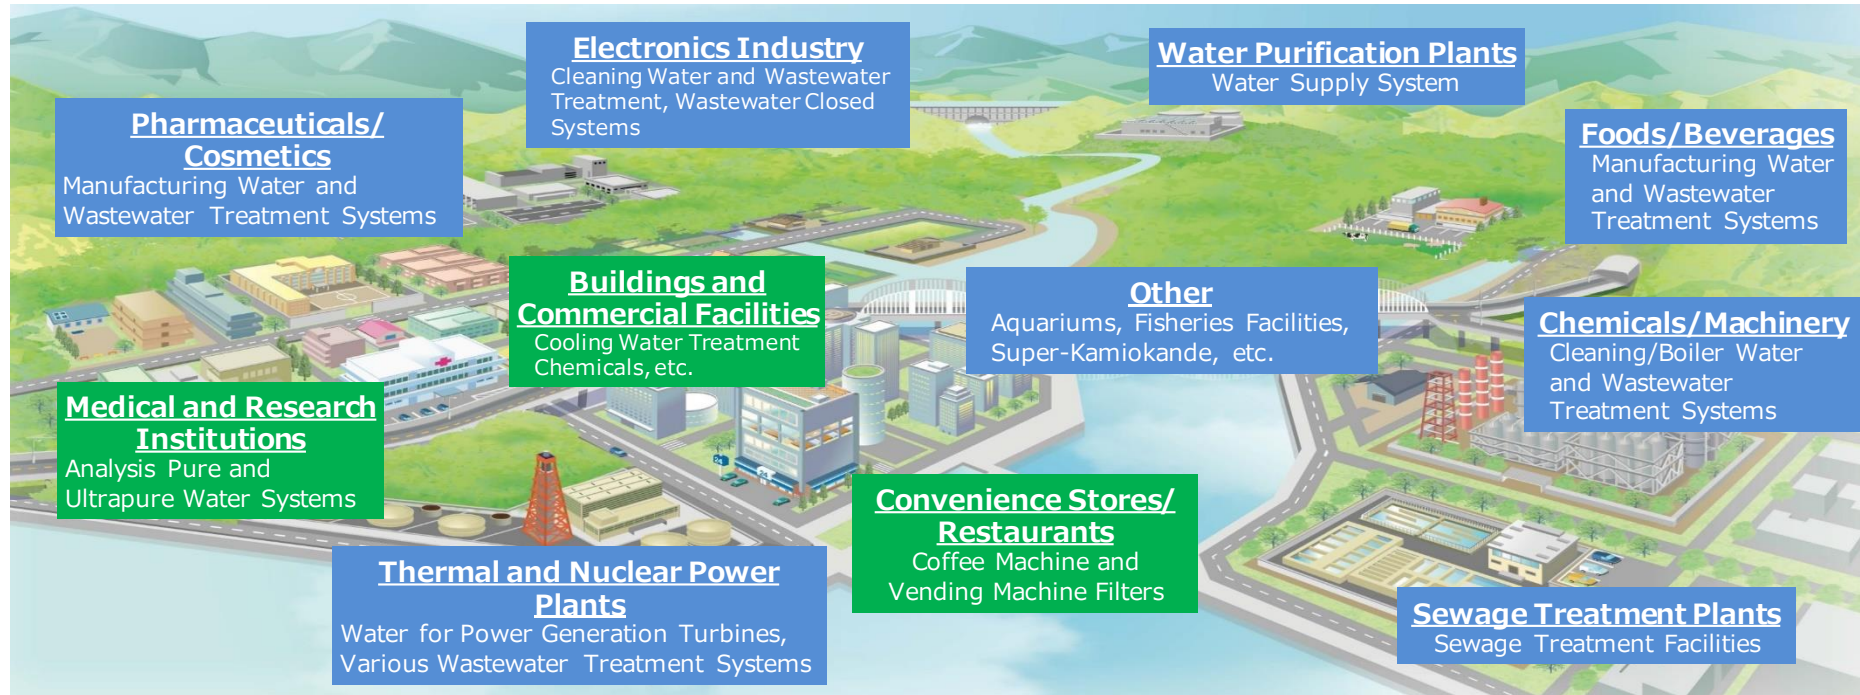 Electronics Industry
Cleaning Water and Wastewater
Treatment, Wastewater Closed
Systems
Water Purification Plants
Water Supply System
Pharmaceuticals/
Cosmetics
Manufacturing Water and
Wastewater Treatment Systems
Foods/Beverages
Manufacturing Water
and Wastewater
Treatment Systems
Buildings and
Commercial Facilities
Cooling Water Treatment
Chemicals, etc.
Other
Aquariums, Fisheries Facilities,
Super-Kamiokande, etc.
Chemicals/Machinery
Cleaning/Boiler Water
and Wastewater
Treatment Systems
Medical and Research
Institutions
Analysis Pure and
Ultrapure Water Systems
24
24
Convenience Stores/
Restaurants
Coffee Machine and
Vending Machine Filters
Thermal and Nuclear Power
Plants
Water for Power Generation Turbines,
Various Wastewater Treatment Systems
Sewage Treatment Plants
Sewage Treatment Facilities